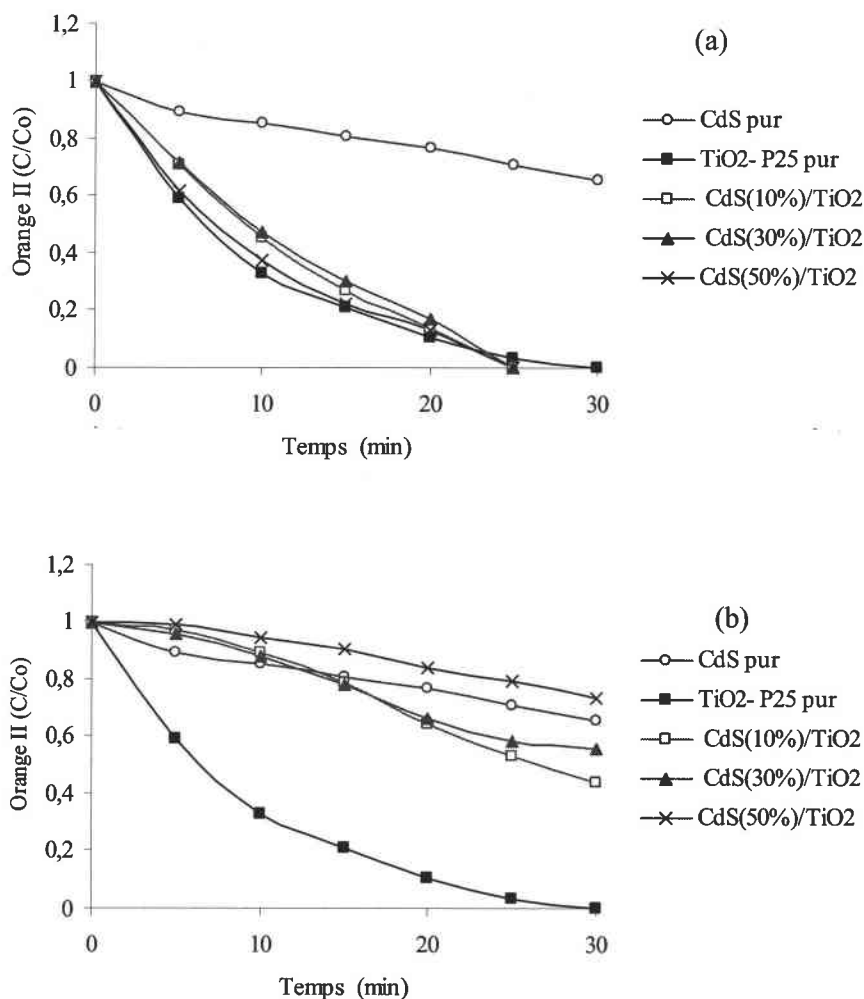 (a)
1,2
1
0,8
0,6
0,4
0,2
0
Orange II (C/Co)
0 10 20 30
Temps (min)
CdS pur
TiO2- P25 pur
CdS(10%)/TiO2
CdS(30%)/TiO2
CdS(50%)/TiO2
(b)
1,2
1
0,8
0,6
0,4
0,2
0
Orange II (C/Co)
0 10 20 30
Temps (min)
CdS pur
TiO2- P25 pur
CdS(10%)/TiO2
CdS(30%)/TiO2
CdS(50%)/TiO2